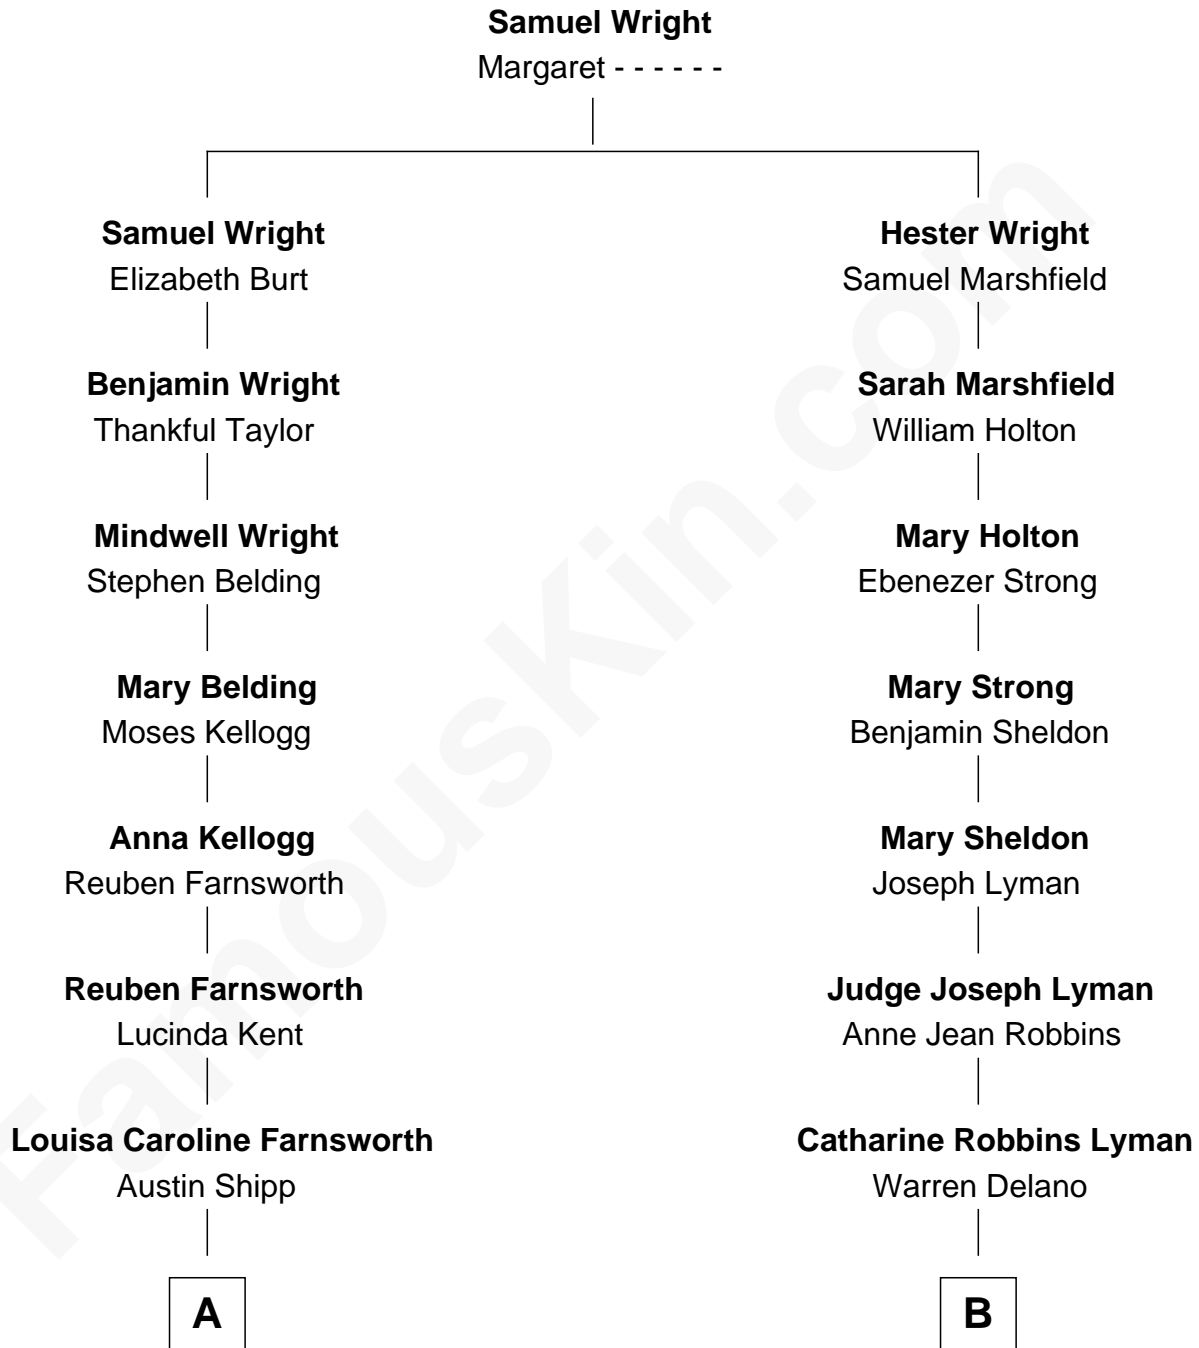 Samuel Wright
Margaret - - - - - -
Samuel Wright
Elizabeth Burt
Hester Wright
Samuel Marshfield
Benjamin Wright
Thankful Taylor
Sarah Marshfield
William Holton
Mindwell Wright
Stephen Belding
Mary Holton
Ebenezer Strong
Mary Belding
Moses Kellogg
Mary Strong
Benjamin Sheldon
Anna Kellogg
Reuben Farnsworth
Mary Sheldon
Joseph Lyman
Reuben Farnsworth
Lucinda Kent
Judge Joseph Lyman
Anne Jean Robbins
Louisa Caroline Farnsworth
Austin Shipp
Catharine Robbins Lyman
Warren Delano
A
B
FamousKin.com